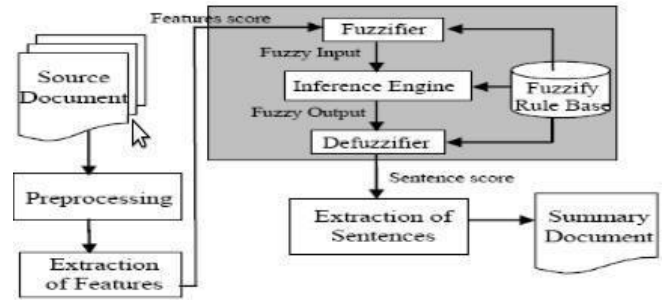 Source
Document
Preprocessing
Extraction
of Features
Features score
Fuzzifier
Fuzzy Input
Inference Engine
Fuzzy Output
Defuzzifier
Fuzzify
Rule Base
Sentence score
Extraction of
Sentences
Summary
Document